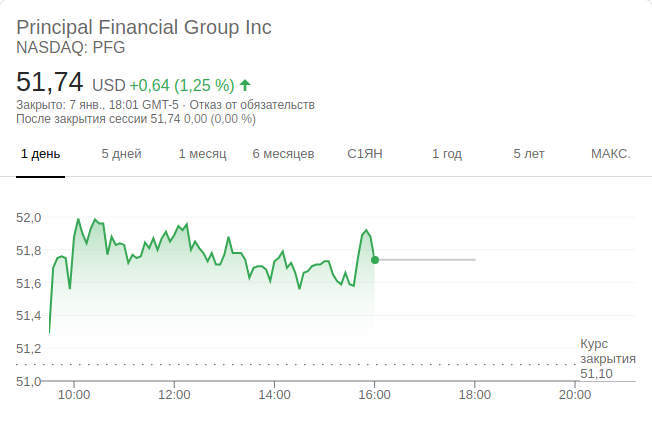 Principal Financial Group Inc
NASDAQ: PFG
51,74 USD +0,64 (1,25 %)
Закрыто: 7 янв., 18:01 GMT-5 · Отказ от обязательств
После закрытия сессии 51,74 0,00 (0,00 %)
1 день 5 дней 1 месяц 6 месяцев С1ЯН 1 год 5 лет МАКС.
52,0
51,8
51,6
51,4
51,2
51,0
Курс
закрытия
51,10
10:00 12:00 14:00 16:00 18:00 20:00